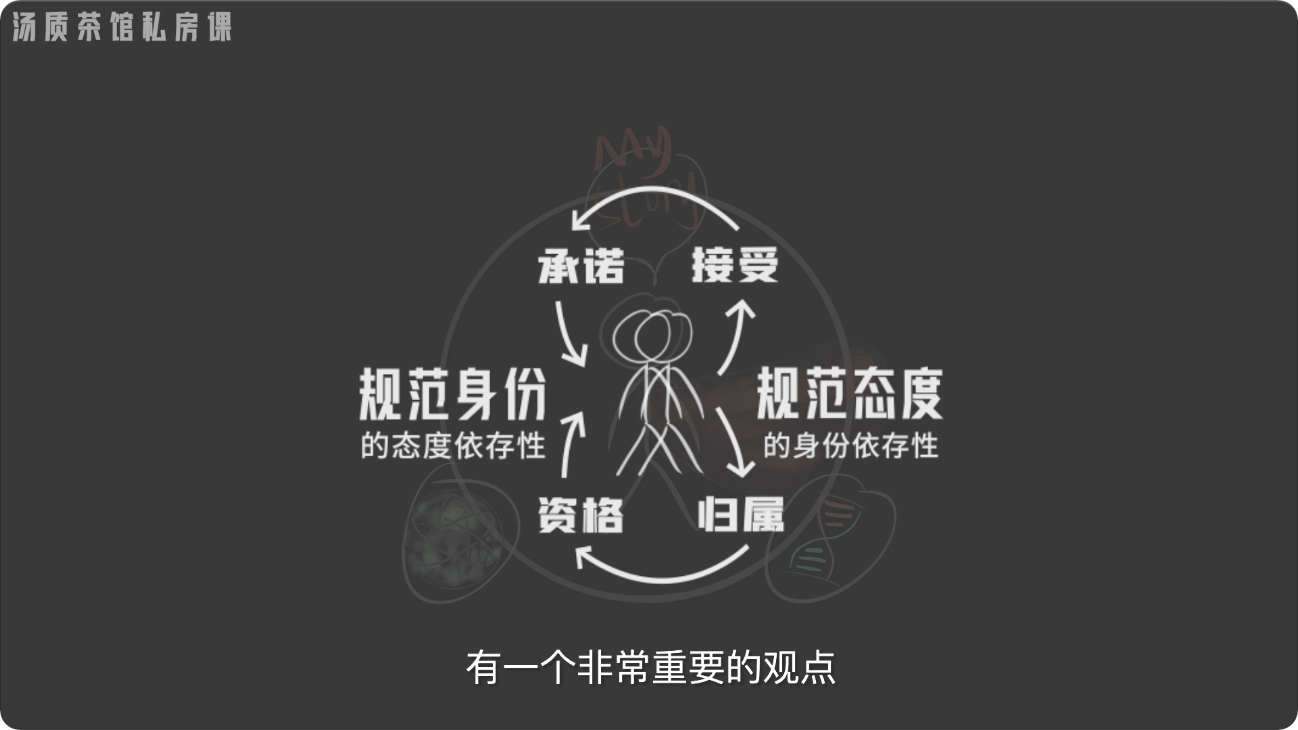 汤质茶馆私房课
My
story
承诺 接受
规范身份 规范态度
的态度依存性 的身份依存性
资格 归属
有一个非常重要的观点